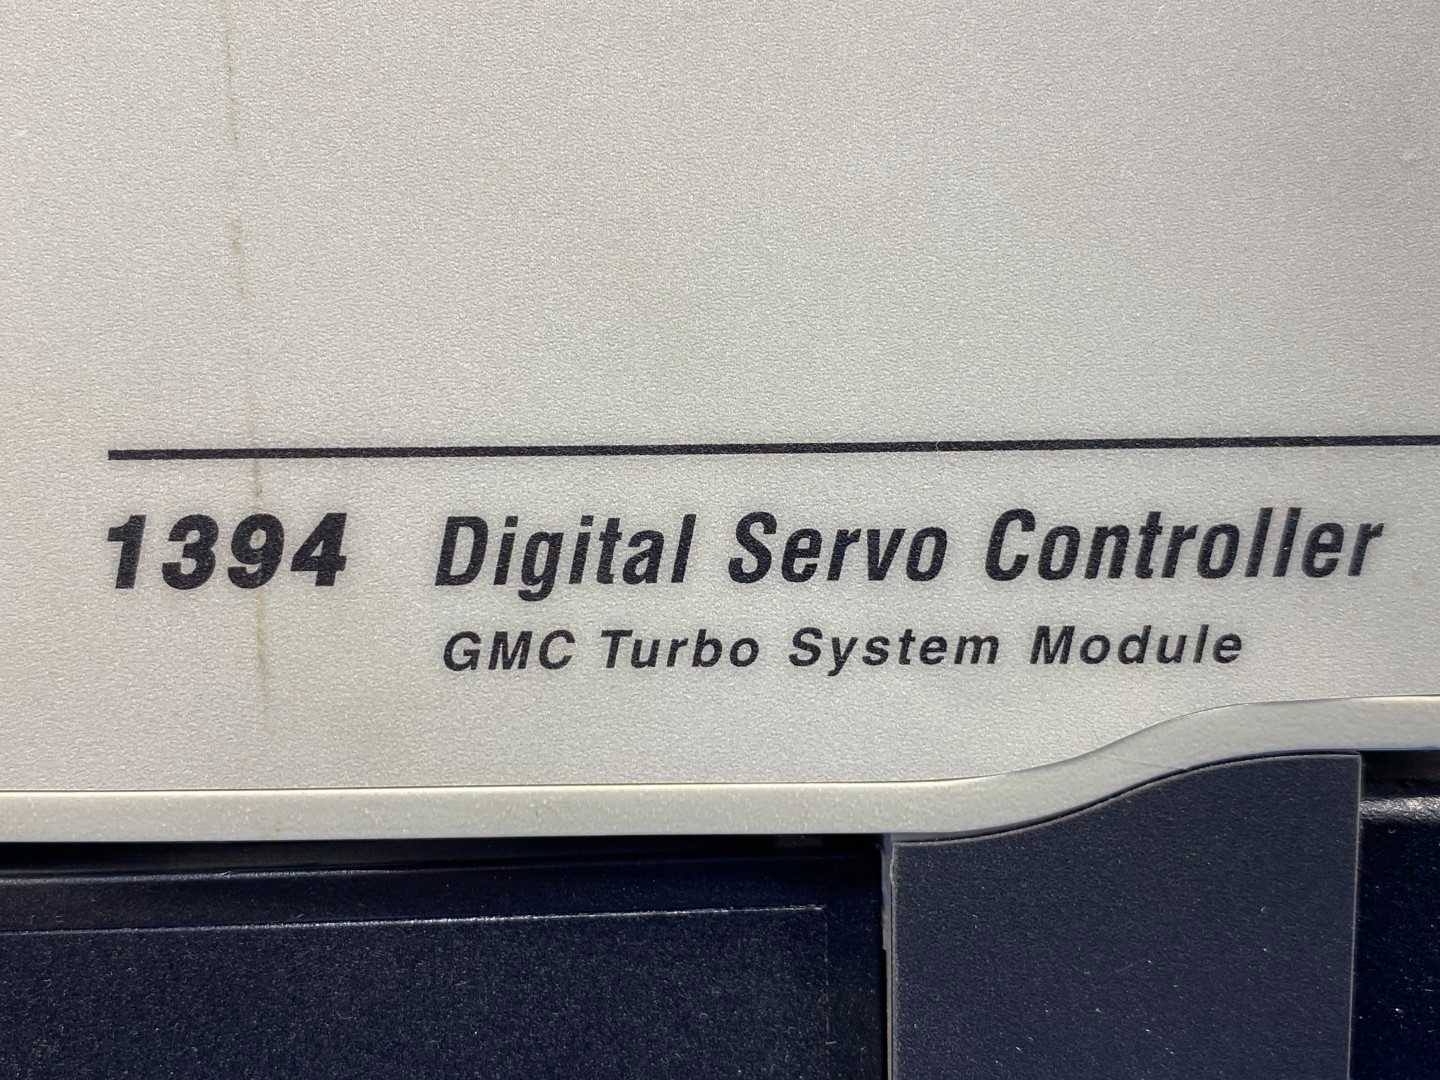 1394 Digital Servo Controller
GMC Turbo System Module